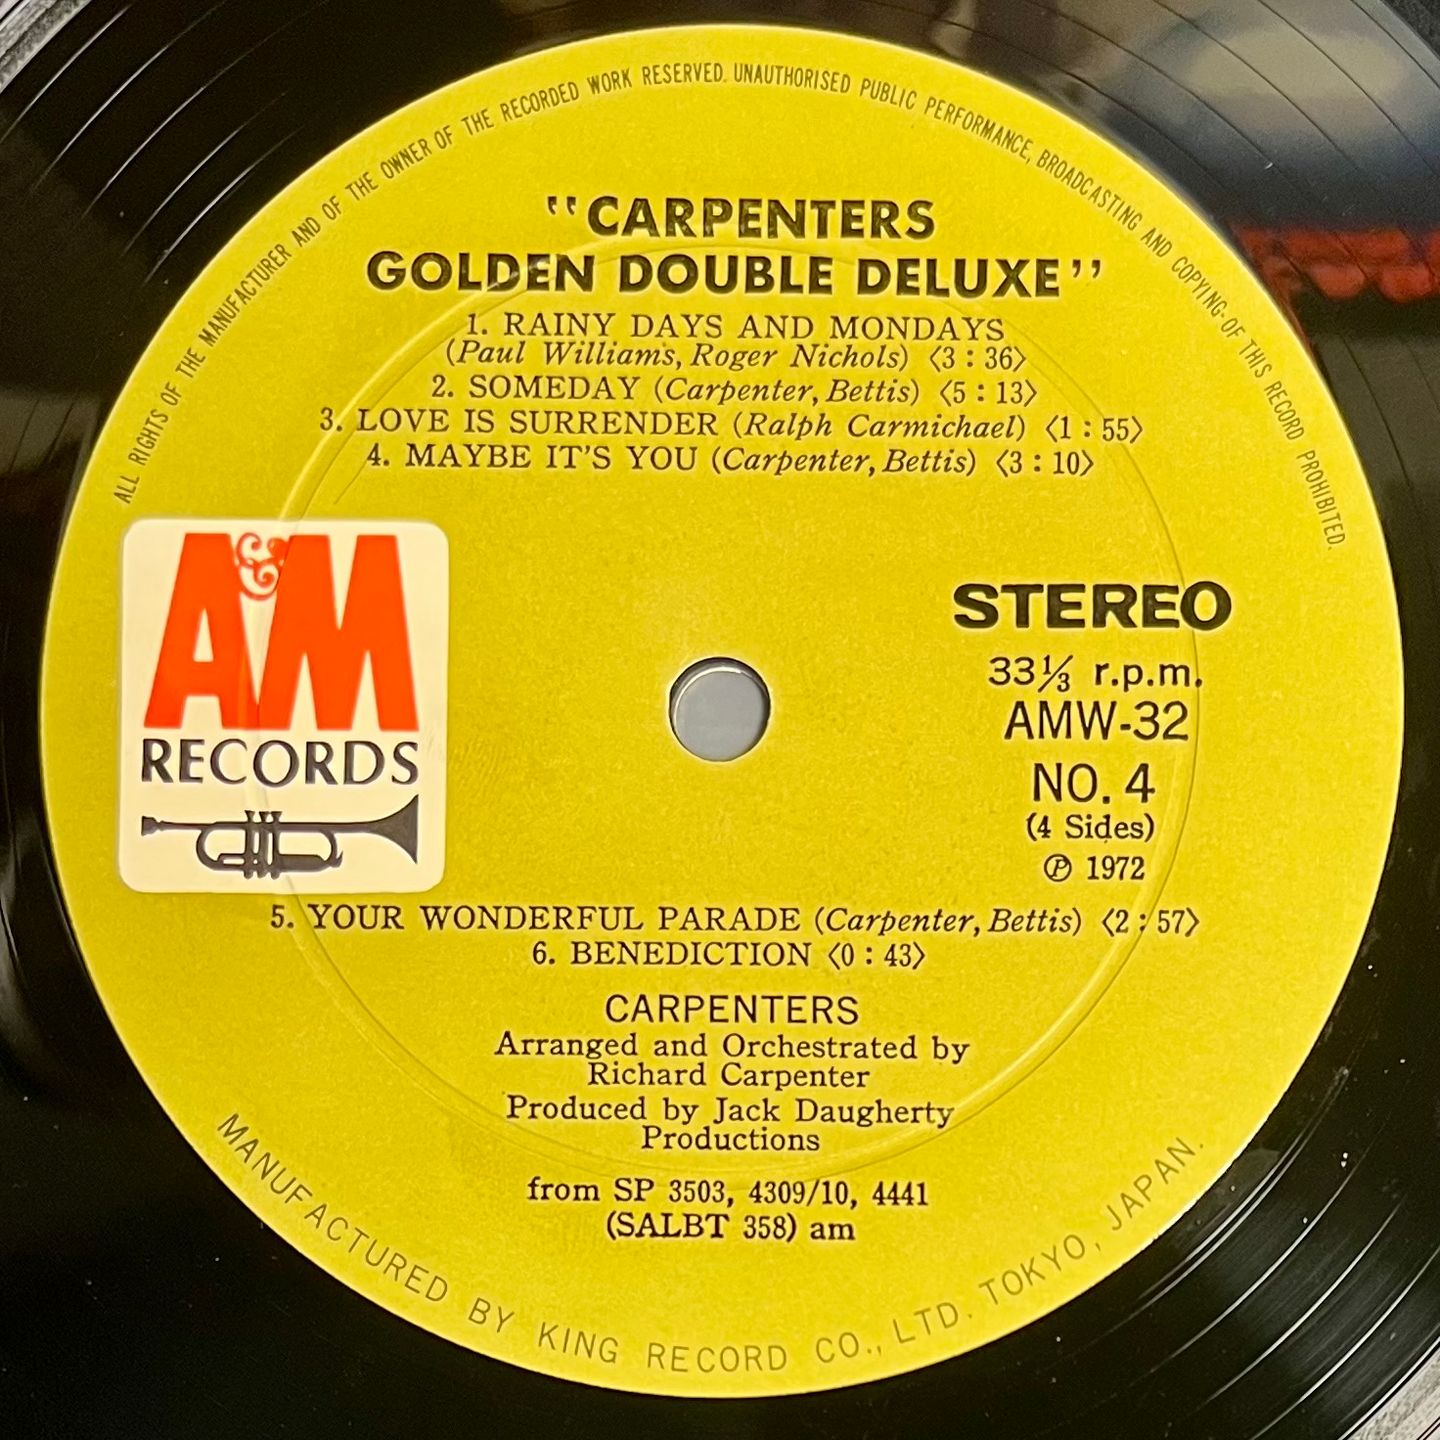 ALL RIGHTS OF THE MANUFACTURER AND OF THE OWNER OF THE RECORDED WORK RESERVED. UNAUTHORISED PUBLIC PERFORMANCE, BROADCASTING AND COPYING OF THIS RECORD PROHIBITED.
"CARPENTERS
GOLDEN DOUBLE DELUXE"
1. RAINY DAYS AND MONDAYS
(Paul Williams, Roger Nichols) 〈3 : 36〉
2. SOMEDAY (Carpenter, Bettis) 〈5 : 13〉
3. LOVE IS SURRENDER (Ralph Carmichael) 〈1 : 55〉
4. MAYBE IT'S YOU (Carpenter, Bettis) 〈3 : 10〉
A&M
RECORDS
STEREO
33⅓ r.p.m.
AMW-32
NO. 4
(4 Sides)
Ⓟ 1972
5. YOUR WONDERFUL PARADE (Carpenter, Bettis) 〈2 : 57〉
6. BENEDICTION 〈0 : 43〉
CARPENTERS
Arranged and Orchestrated by
Richard Carpenter
Produced by Jack Daugherty
Productions
from SP 3503, 4309/10, 4441
(SALBT 358) am
MANUFACTURED BY KING RECORD CO., LTD. TOKYO, JAPAN.